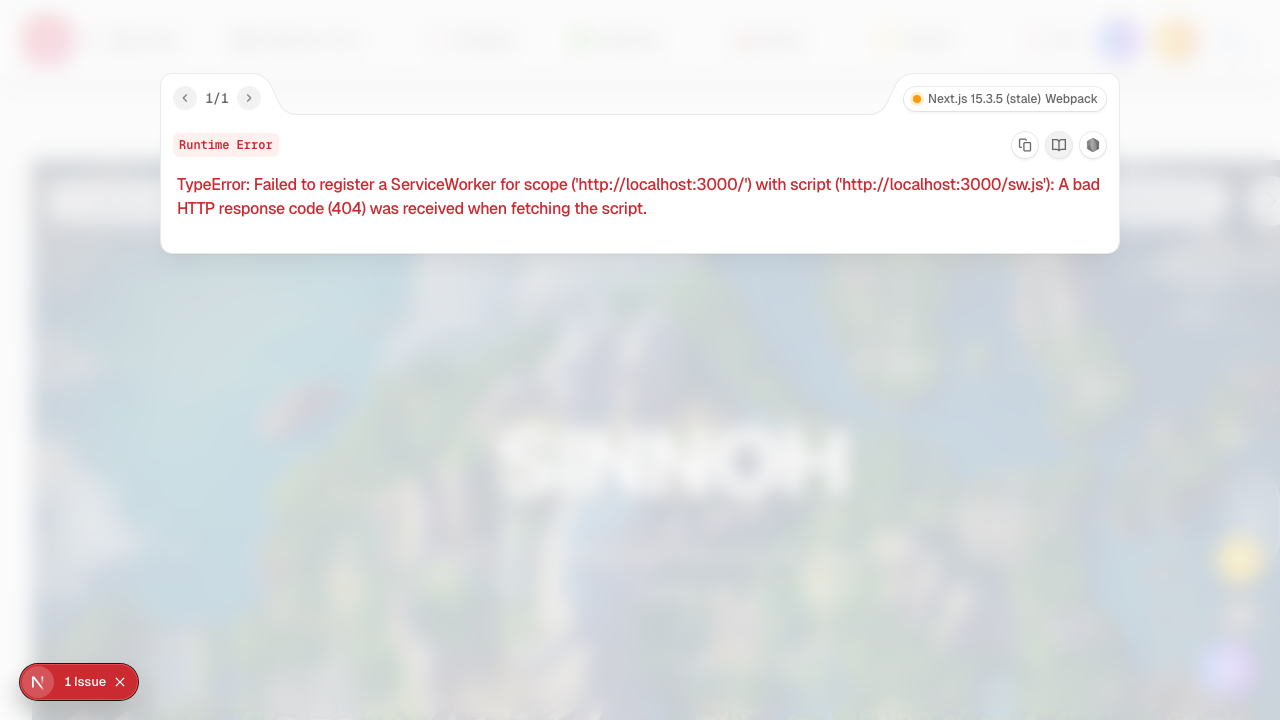 1/1
Next.js 15.3.5 (stale) Webpack
Runtime Error
TypeError: Failed to register a ServiceWorker for scope ('http://localhost:3000/') with script ('http://localhost:3000/sw.js'): A bad
HTTP response code (404) was received when fetching the script.
SINNOH
1 Issue